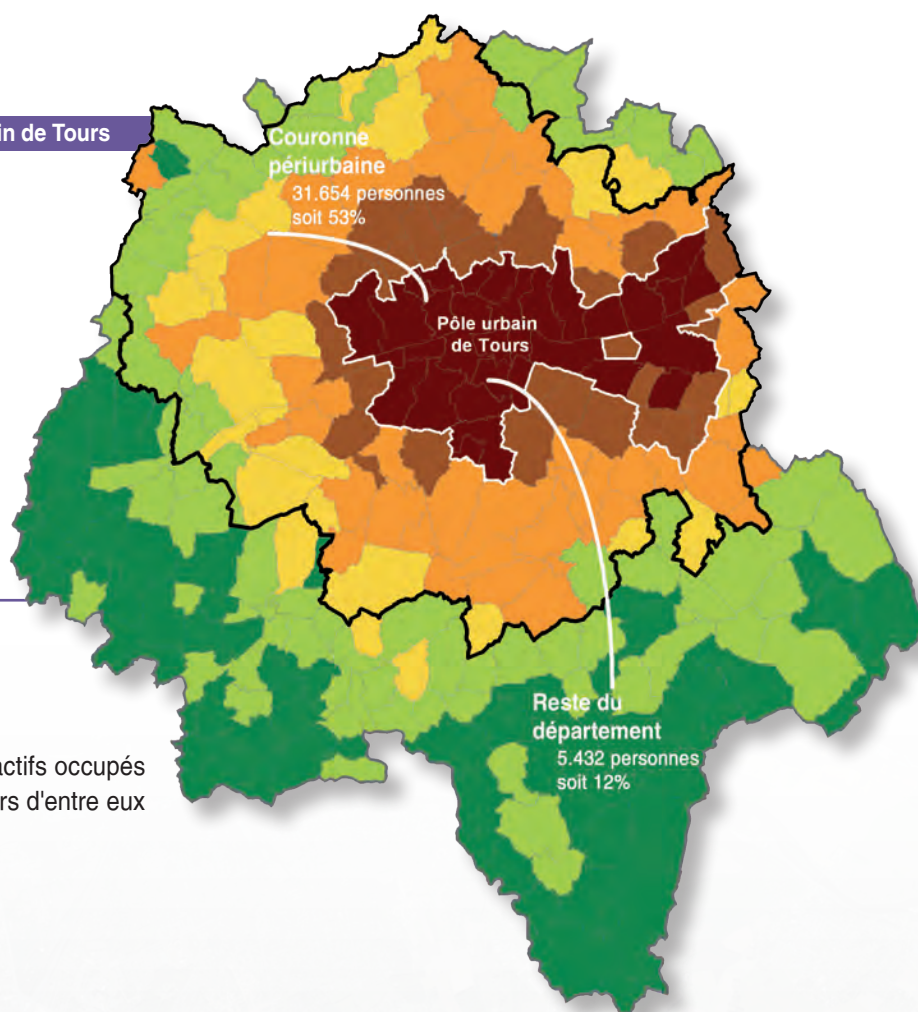 in de Tours
Couronne
périurbaine
31.654 personnes
soit 53%
Pôle urbain
de Tours
Reste du
département
5.432 personnes
soit 12%
actifs occupés
rs d'entre eux